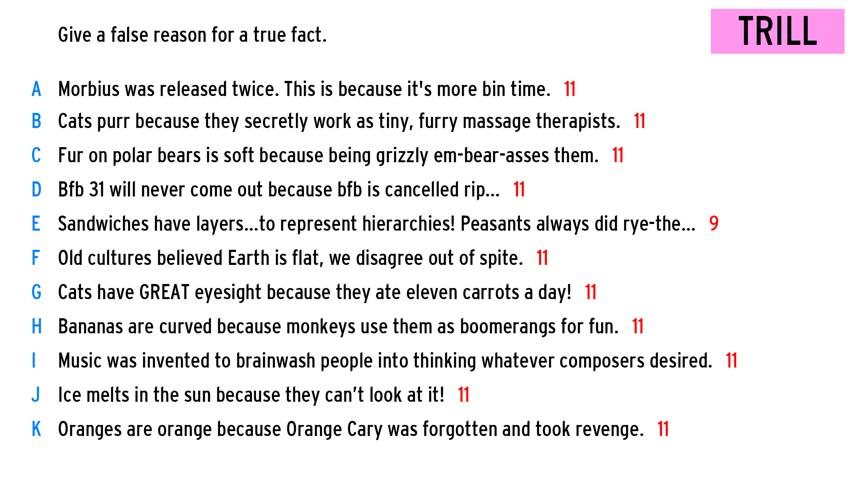 Give a false reason for a true fact.
TRILL
A Morbius was released twice. This is because it's more bin time. 11
B Cats purr because they secretly work as tiny, furry massage therapists. 11
C Fur on polar bears is soft because being grizzly em-bear-asses them. 11
D Bfb 31 will never come out because bfb is cancelled rip... 11
E Sandwiches have layers...to represent hierarchies! Peasants always did rye-the... 9
F Old cultures believed Earth is flat, we disagree out of spite. 11
G Cats have GREAT eyesight because they ate eleven carrots a day! 11
H Bananas are curved because monkeys use them as boomerangs for fun. 11
I Music was invented to brainwash people into thinking whatever composers desired. 11
J Ice melts in the sun because they can’t look at it! 11
K Oranges are orange because Orange Cary was forgotten and took revenge. 11